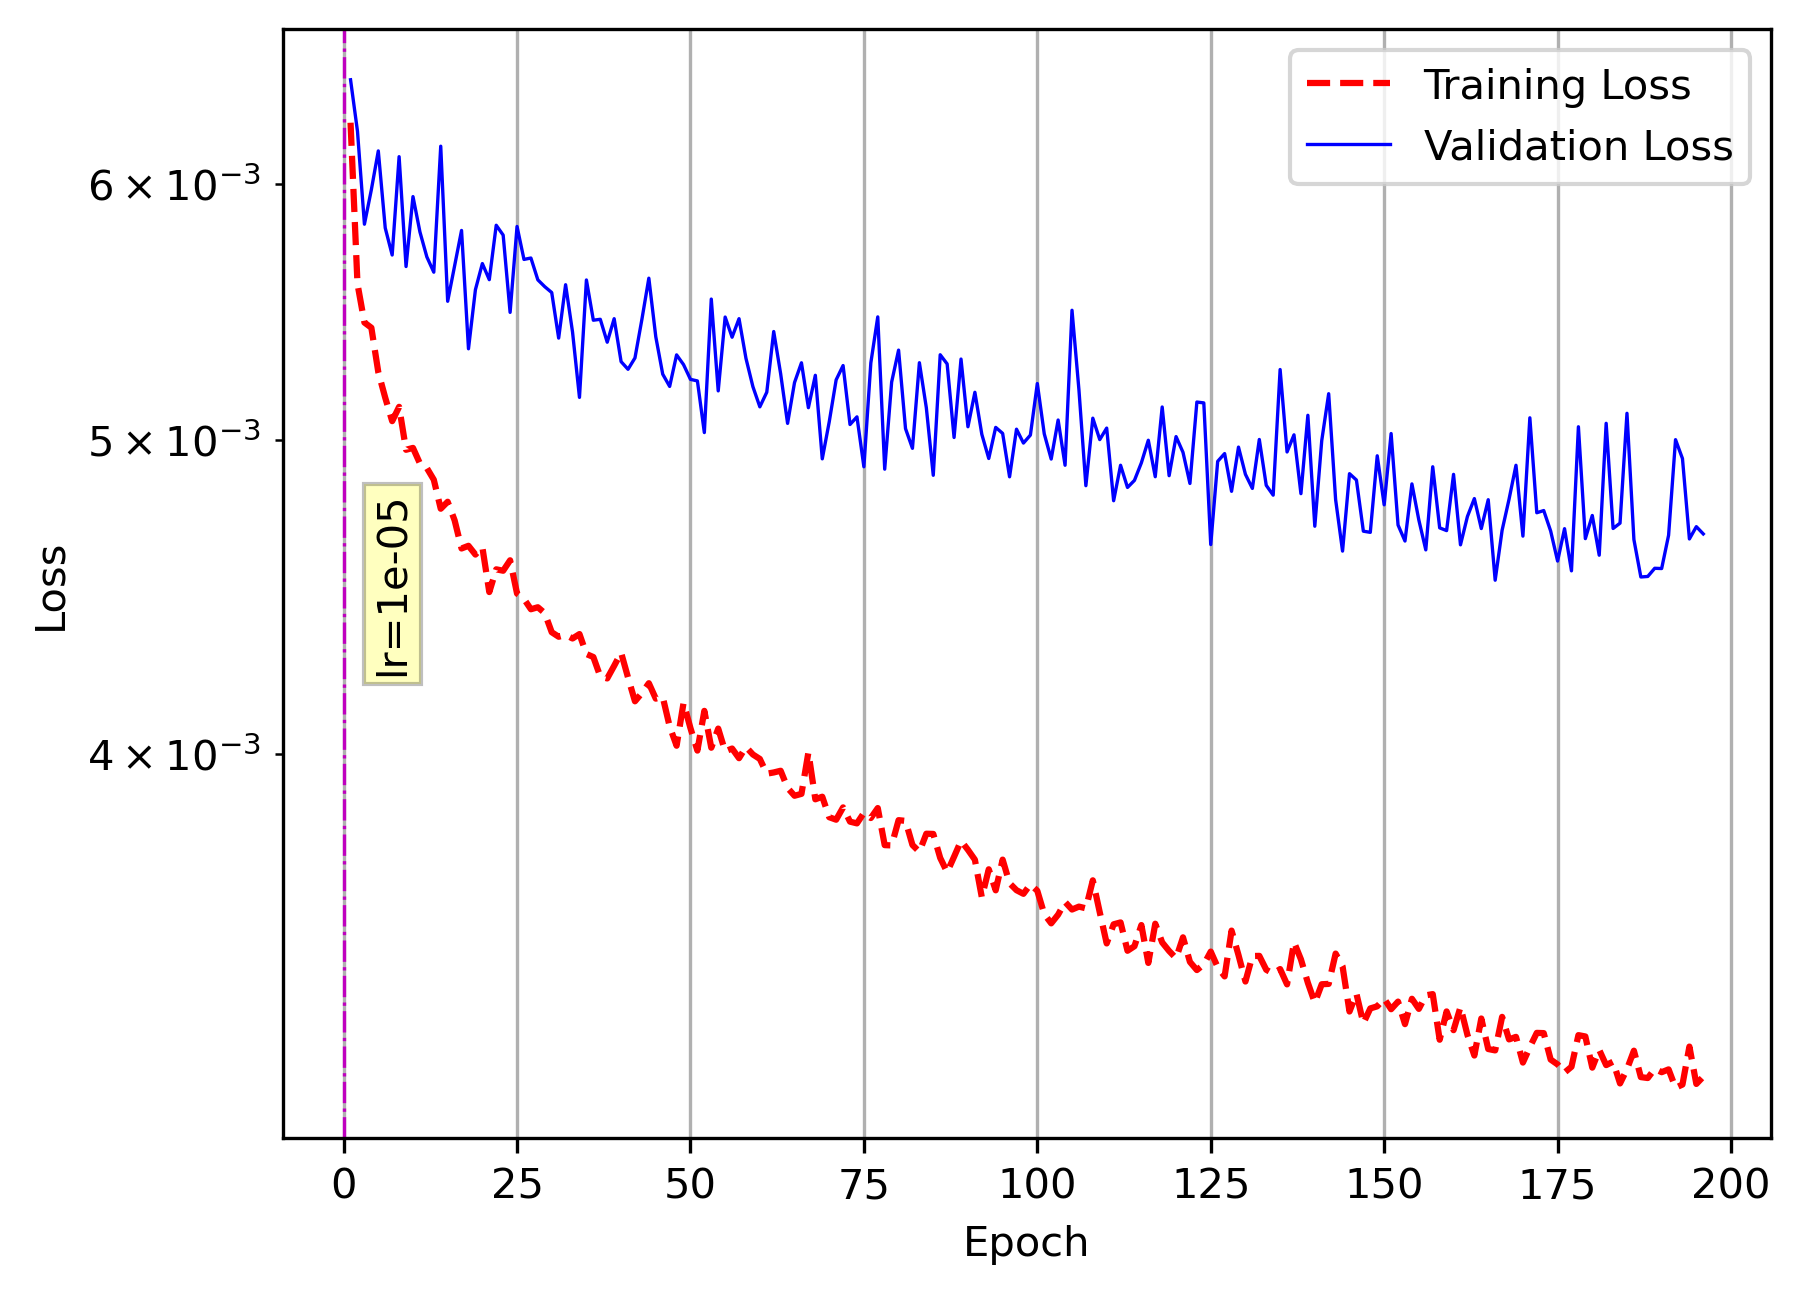 Training Loss
Validation Loss
6×10⁻³
5×10⁻³
4×10⁻³
Loss
lr=1e-05
0 25 50 75 100 125 150 175 200
Epoch